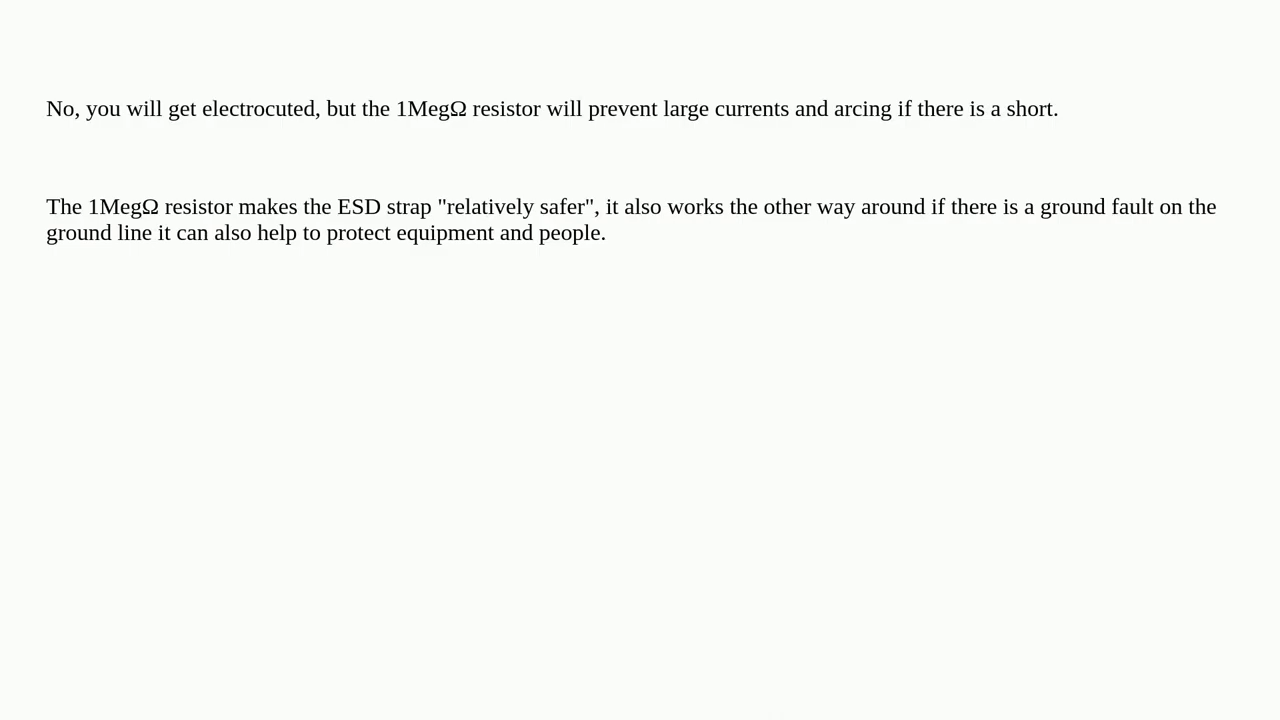 No, you will get electrocuted, but the 1MegΩ resistor will prevent large currents and arcing if there is a short.
The 1MegΩ resistor makes the ESD strap "relatively safer", it also works the other way around if there is a ground fault on the
ground line it can also help to protect equipment and people.